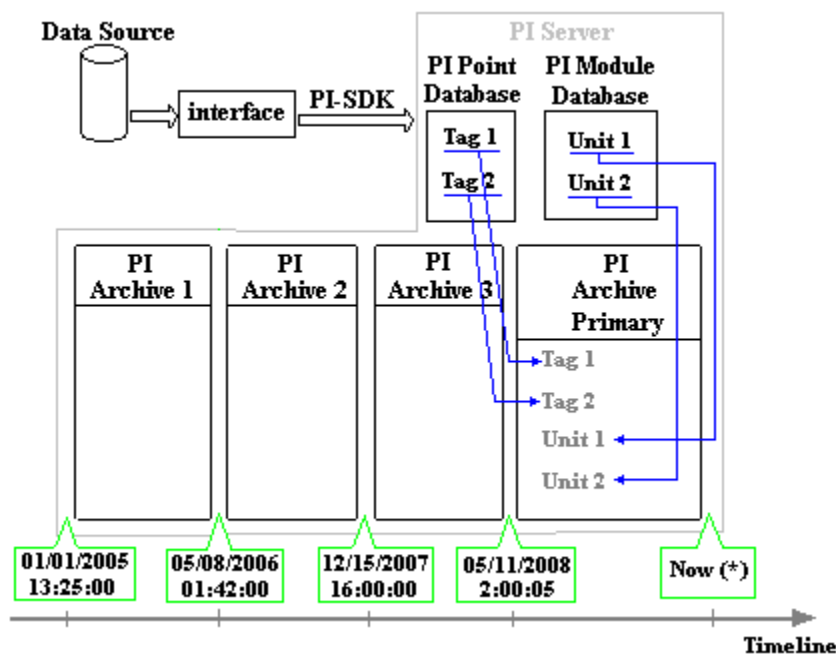 Data Source
PI Server
PI Point
Database
PI Module
Database
interface
PI-SDK
Tag 1
Tag 2
Unit 1
Unit 2
PI
Archive 1
PI
Archive 2
PI
Archive 3
PI
Archive
Primary
Tag 1
Tag 2
Unit 1
Unit 2
01/01/2005
13:25:00
05/08/2006
01:42:00
12/15/2007
16:00:00
05/11/2008
2:00:05
Now (*)
Timeline